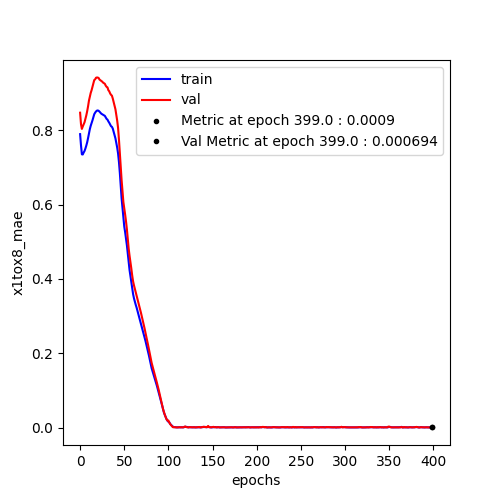 train
val
Metric at epoch 399.0 : 0.0009
Val Metric at epoch 399.0 : 0.000694
x1tox8_mae
0.8
0.6
0.4
0.2
0.0
0 50 100 150 200 250 300 350 400
epochs